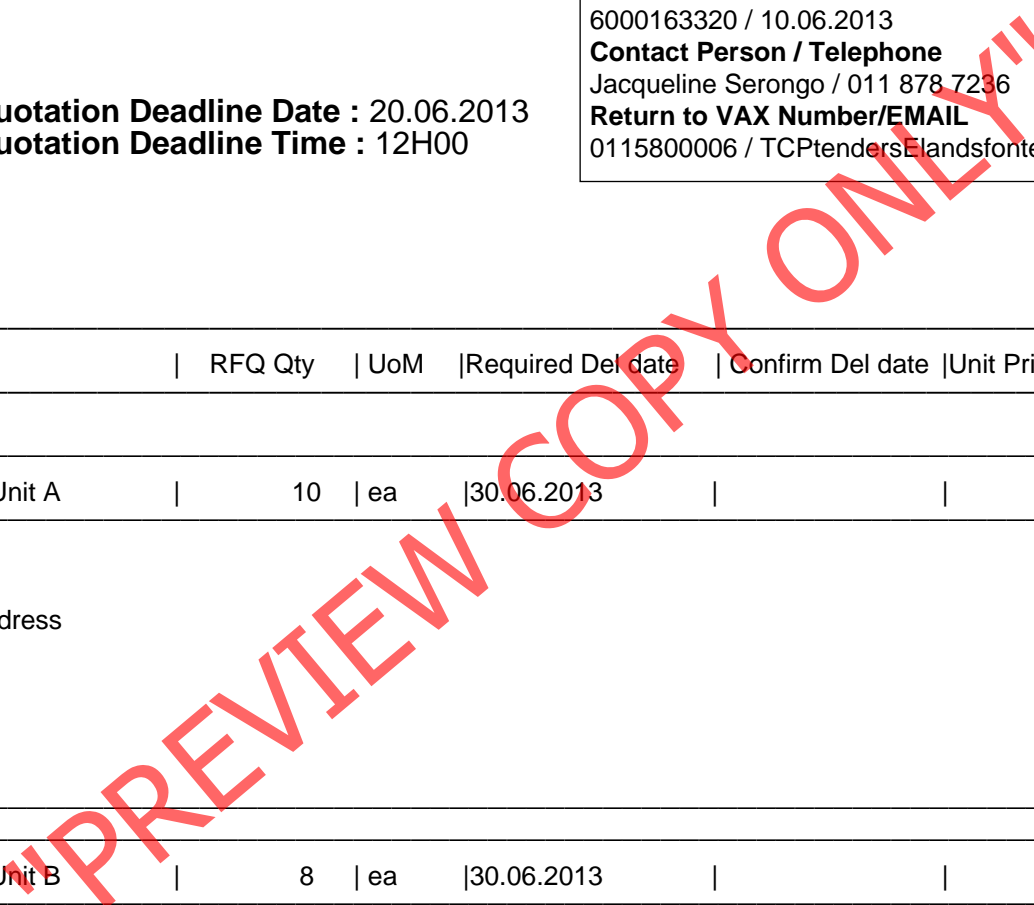 6000163320 / 10.06.2013
Contact Person / Telephone
Jacqueline Serongo / 011 878 7236
uotation Deadline Date : 20.06.2013
Return to VAX Number/EMAIL
uotation Deadline Time : 12H00
0115800006 / TCPtendersElandsfonte
| RFQ Qty | UoM |Required Del date | Confirm Del date |Unit Pri
Unit A | 10 | ea |30.06.2013 | |
dress
Unit B | 8 | ea |30.06.2013 | |
"PREVIEW COPY ONLY"